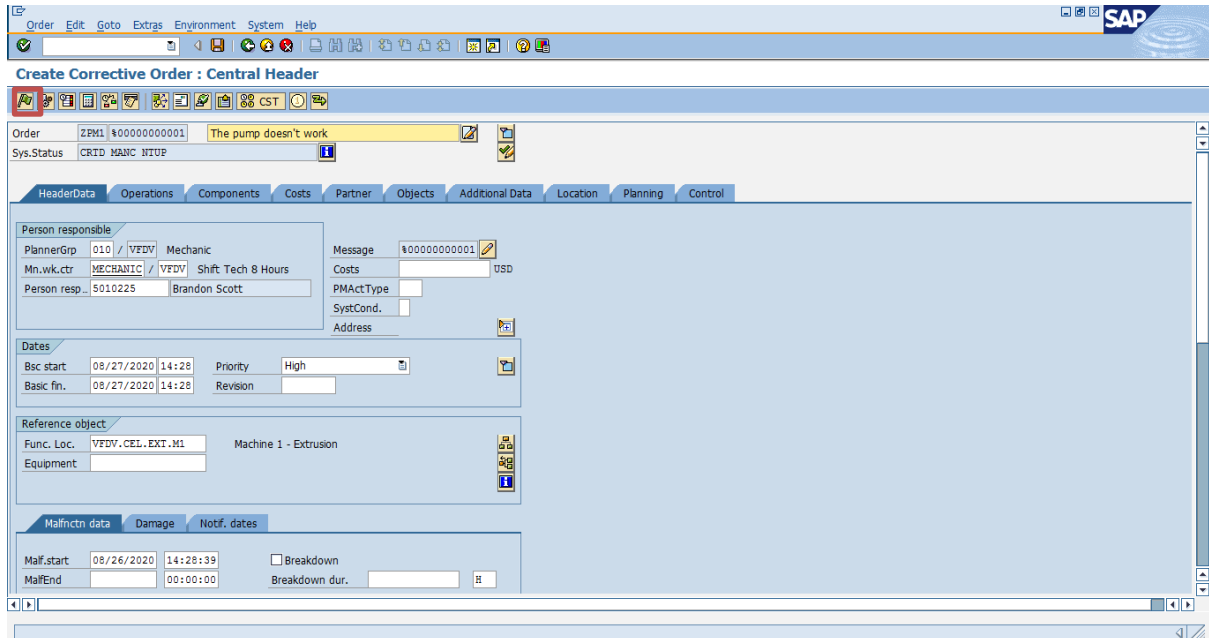 Order Edit Goto Extras Environment System Help
SAP
Create Corrective Order : Central Header
CST
Order ZPM1 %00000000001 The pump doesn't work
Sys.Status CRTD MANC NTUP
HeaderData Operations Components Costs Partner Objects Additional Data Location Planning Control
Person responsible
PlannerGrp 010 / VFDV Mechanic Message %00000000001
Mn.wk.ctr MECHANIC / VFDV Shift Tech 8 Hours Costs USD
Person resp... 5010225 Brandon Scott PMActType
SystCond.
Address
Dates
Bsc start 08/27/2020 14:28 Priority High
Basic fin. 08/27/2020 14:28 Revision
Reference object
Func. Loc. VFDV.CEL.EXT.M1 Machine 1 - Extrusion
Equipment
Malfnctn data Damage Notif. dates
Malf.start 08/26/2020 14:28:39 Breakdown
MalfEnd 00:00:00 Breakdown dur. H